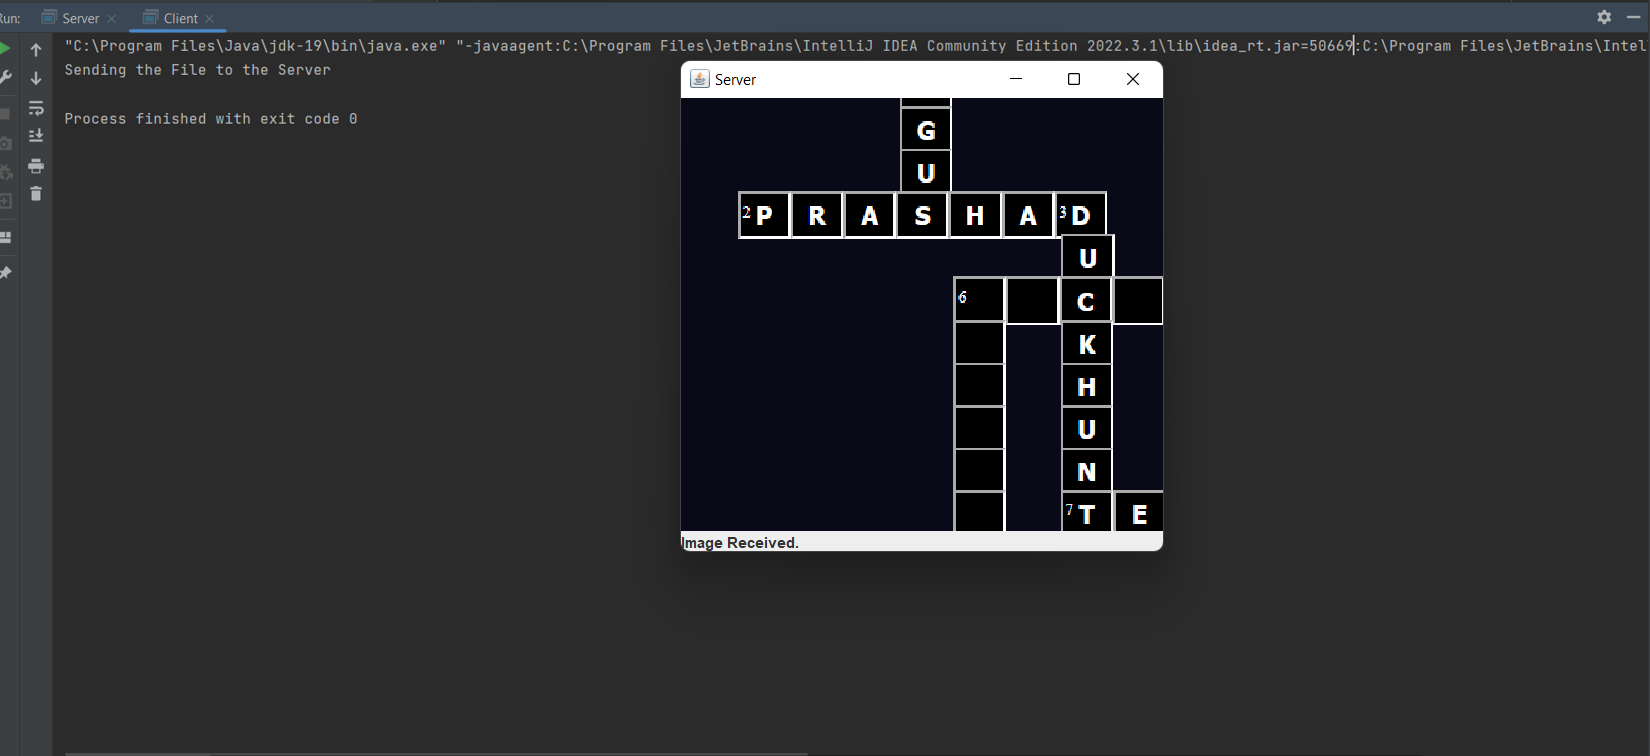 Run: Server Client
"C:\Program Files\Java\jdk-19\bin\java.exe" "-javaagent:C:\Program Files\JetBrains\IntelliJ IDEA Community Edition 2022.3.1\lib\idea_rt.jar=50669:C:\Program Files\JetBrains\Intel
Sending the File to the Server
Process finished with exit code 0
Server
G
U
2 P R A S H A 3 D
U
6 C
K
H
U
N
7 T E
Image Received.